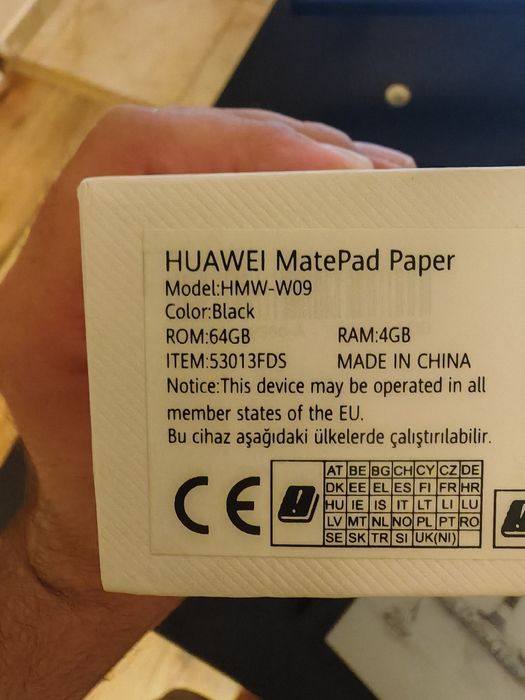 HUAWEI MatePad Paper
Model:HMW-W09
Color:Black
ROM:64GB RAM:4GB
ITEM:53013FDS MADE IN CHINA
Notice:This device may be operated in all
member states of the EU.
Bu cihaz aşağıdaki ülkelerde çalıştırılabilir.
CE
AT BE BG CH CY CZ DE
DK EE EL ES FI FR HR
HU IE IS IT LT LI LU
LV MT NL NO PL PT RO
SE SK TR SI UK(NI)